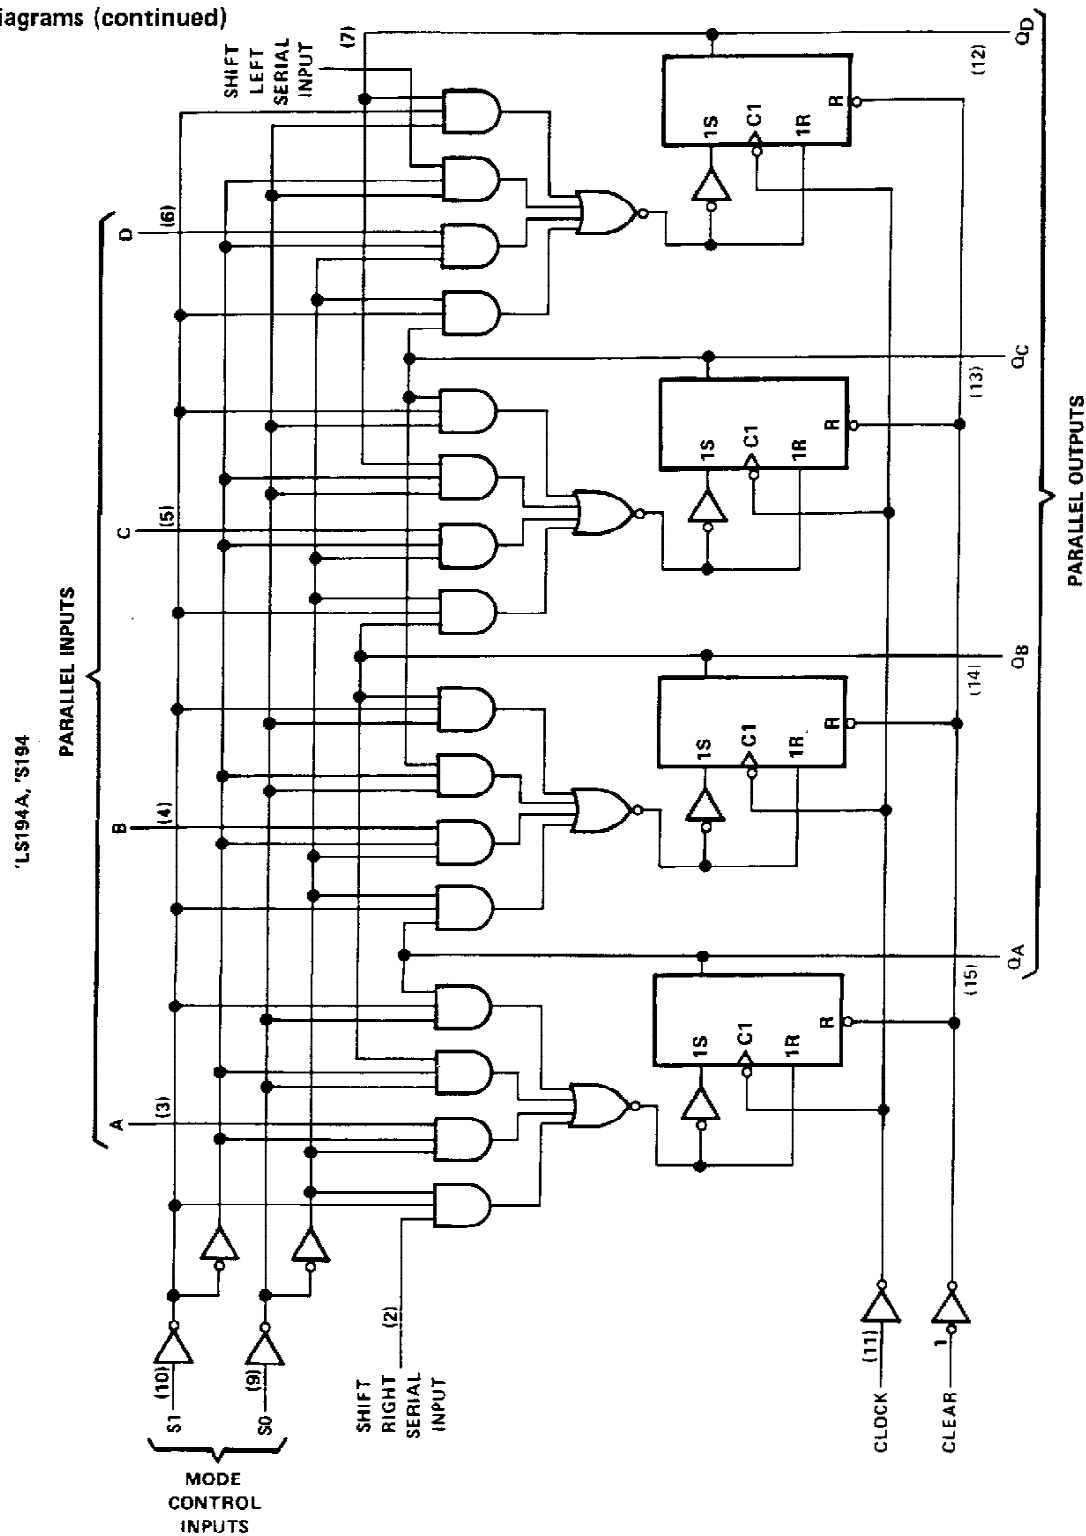 iagrams (continued)
'LS194A, 'S194
PARALLEL INPUTS
A
(3)
B
(4)
C
(5)
D
(6)
SHIFT
LEFT
SERIAL
INPUT
(7)
MODE
CONTROL
INPUTS
S1
(10)
S0
(9)
SHIFT
RIGHT
SERIAL
INPUT
(2)
CLOCK
(11)
CLEAR
1
1S
C1
1R
R
1S
C1
1R
R
1S
C1
1R
R
1S
C1
1R
R
(15)
QA
(14)
QB
(13)
QC
(12)
QD
PARALLEL OUTPUTS